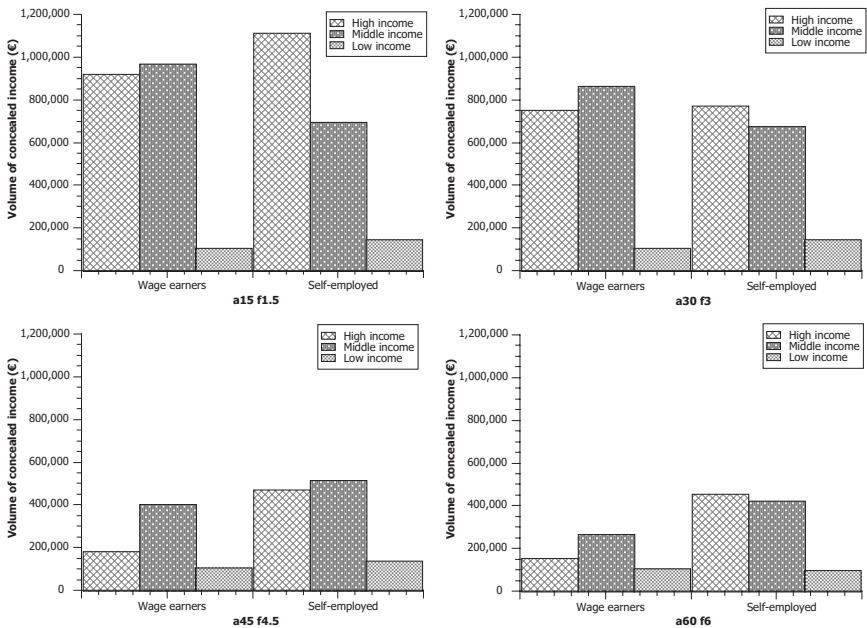 Volume of concealed income (€)
1,200,000
1,000,000
800,000
600,000
400,000
200,000
0
High income
Middle income
Low income
Wage earners
Self-employed
a15 f1.5
Volume of concealed income (€)
1,200,000
1,000,000
800,000
600,000
400,000
200,000
0
High income
Middle income
Low income
Wage earners
Self-employed
a30 f3
Volume of concealed income (€)
1,200,000
1,000,000
800,000
600,000
400,000
200,000
0
High income
Middle income
Low income
Wage earners
Self-employed
a45 f4.5
Volume of concealed income (€)
1,200,000
1,000,000
800,000
600,000
400,000
200,000
0
High income
Middle income
Low income
Wage earners
Self-employed
a60 f6